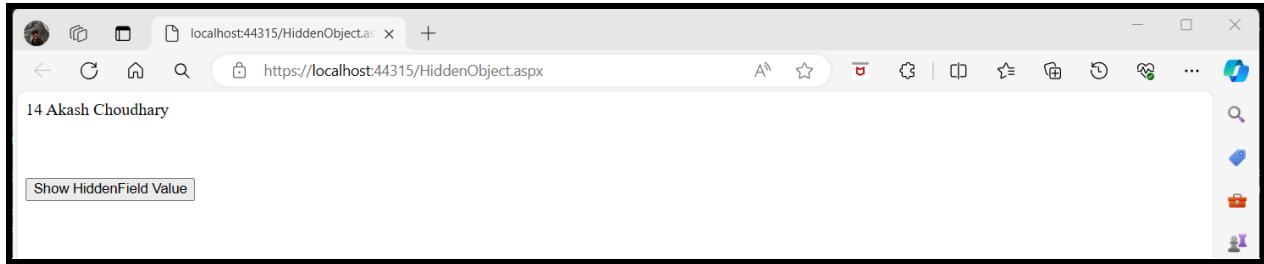 localhost:44315/HiddenObject.as
https://localhost:44315/HiddenObject.aspx
14 Akash Choudhary
Show HiddenField Value